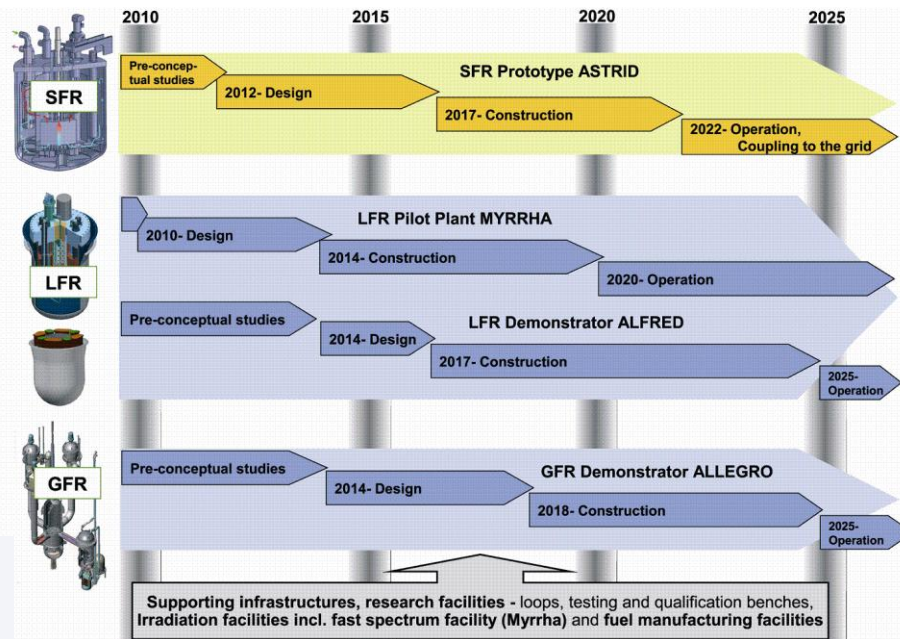 2010 2015 2020 2025
Pre-concep-
tual studies
SFR Prototype ASTRID
SFR
2012- Design
2017- Construction
2022- Operation,
Coupling to the grid
LFR Pilot Plant MYRRHA
2010- Design
2014- Construction
LFR
2020- Operation
Pre-conceptual studies
LFR Demonstrator ALFRED
2014- Design
2017- Construction
2025-
Operation
Pre-conceptual studies
GFR Demonstrator ALLEGRO
GFR
2014- Design
2018- Construction
2025-
Operation
Supporting infrastructures, research facilities - loops, testing and qualification benches,
Irradiation facilities incl. fast spectrum facility (Myrrha) and fuel manufacturing facilities